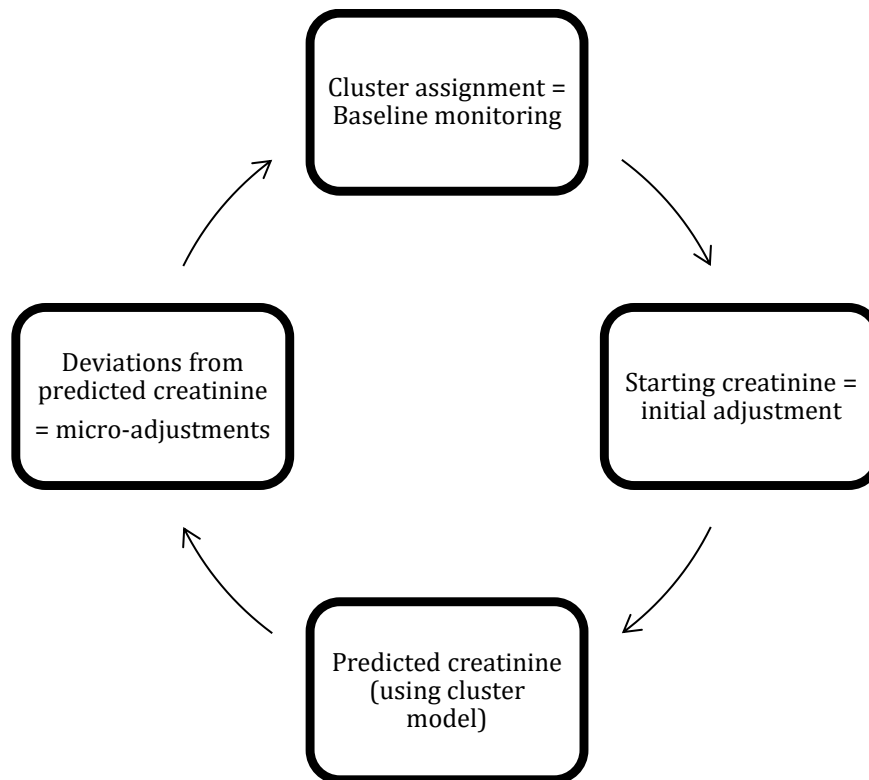 Cluster assignment =
Baseline monitoring
Starting creatinine =
initial adjustment
Predicted creatinine
(using cluster
model)
Deviations from
predicted creatinine
= micro-adjustments